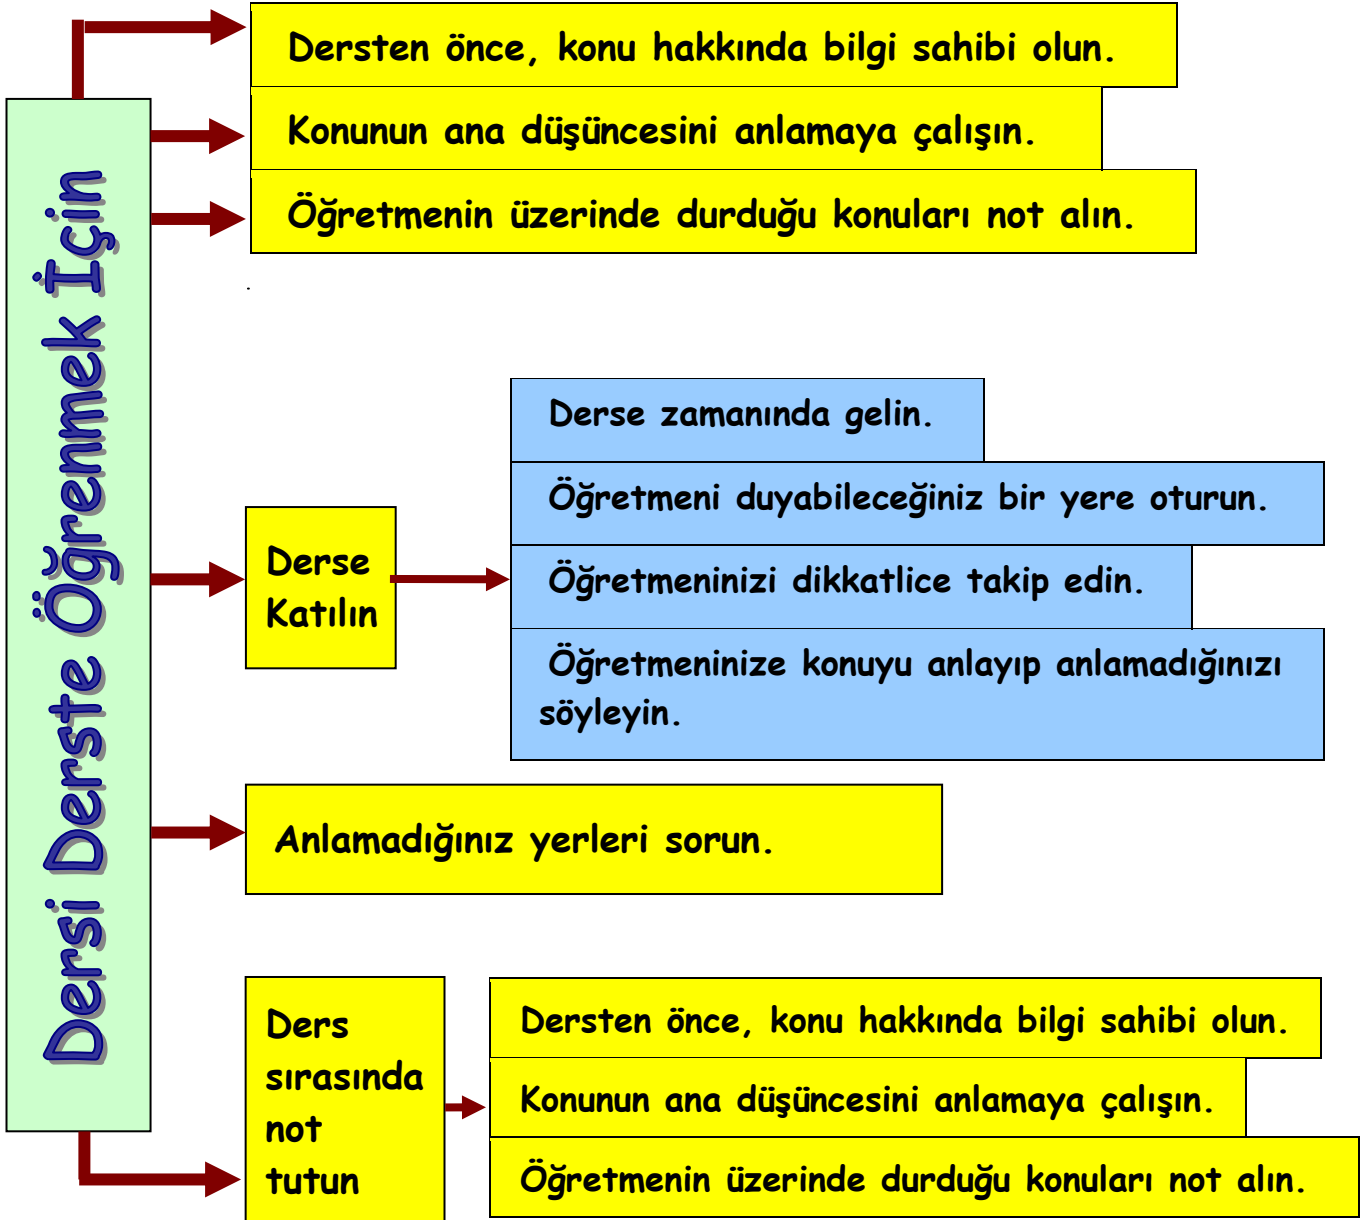 Dersi Derste Öğrenmek İçin
Dersten önce, konu hakkında bilgi sahibi olun.
Konunun ana düşüncesini anlamaya çalışın.
Öğretmenin üzerinde durduğu konuları not alın.
.
Derse
Katılın
Derse zamanında gelin.
Öğretmeni duyabileceğiniz bir yere oturun.
Öğretmeninizi dikkatlice takip edin.
Öğretmeninize konuyu anlayıp anlamadığınızı
söyleyin.
Anlamadığınız yerleri sorun.
Ders
sırasında
not
tutun
Dersten önce, konu hakkında bilgi sahibi olun.
Konunun ana düşüncesini anlamaya çalışın.
Öğretmenin üzerinde durduğu konuları not alın.